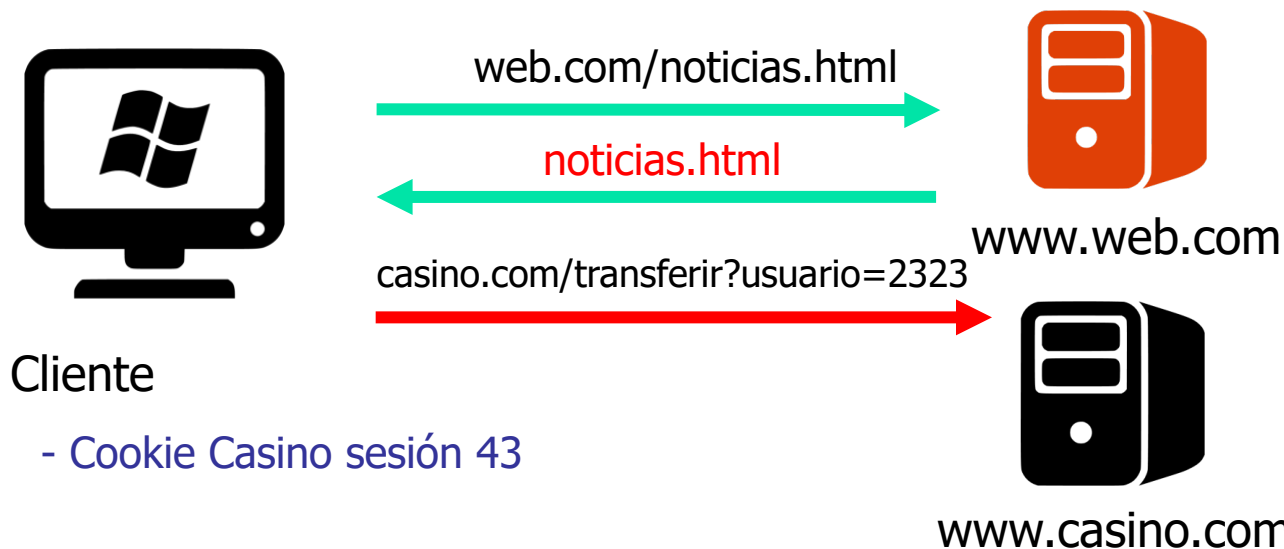 web.com/noticias.html
noticias.html
www.web.com
casino.com/transferir?usuario=2323
Cliente
- Cookie Casino sesión 43
www.casino.com